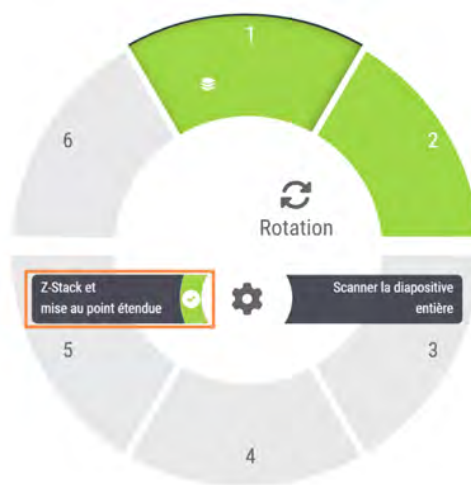 1
6
2
Rotation
Z-Stack et
mise au point étendue
Scanner la diapositive
entière
5
3
4